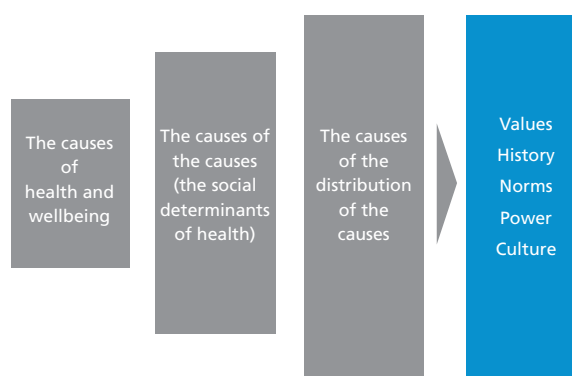 The causes
of
health and
wellbeing
The causes of
the causes
(the social
determinants
of health)
The causes
of the
distribution
of the
causes
Values
History
Norms
Power
Culture